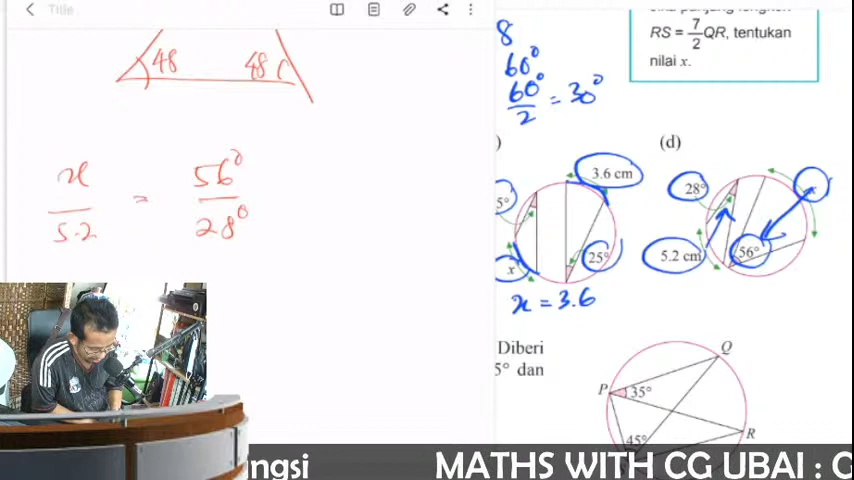 Title
48
48
x/5.2 = 56°/28°
8
60°
60°/2 = 30°
RS = 7/2 QR, tentukan
nilai x.
(d)
3.6 cm
5°
25°
x
x = 3.6
28°
5.2 cm
56°
Diberi
5° dan
Q
P
35°
R
45°
ngsi
MATHS WITH CG UBAI : C